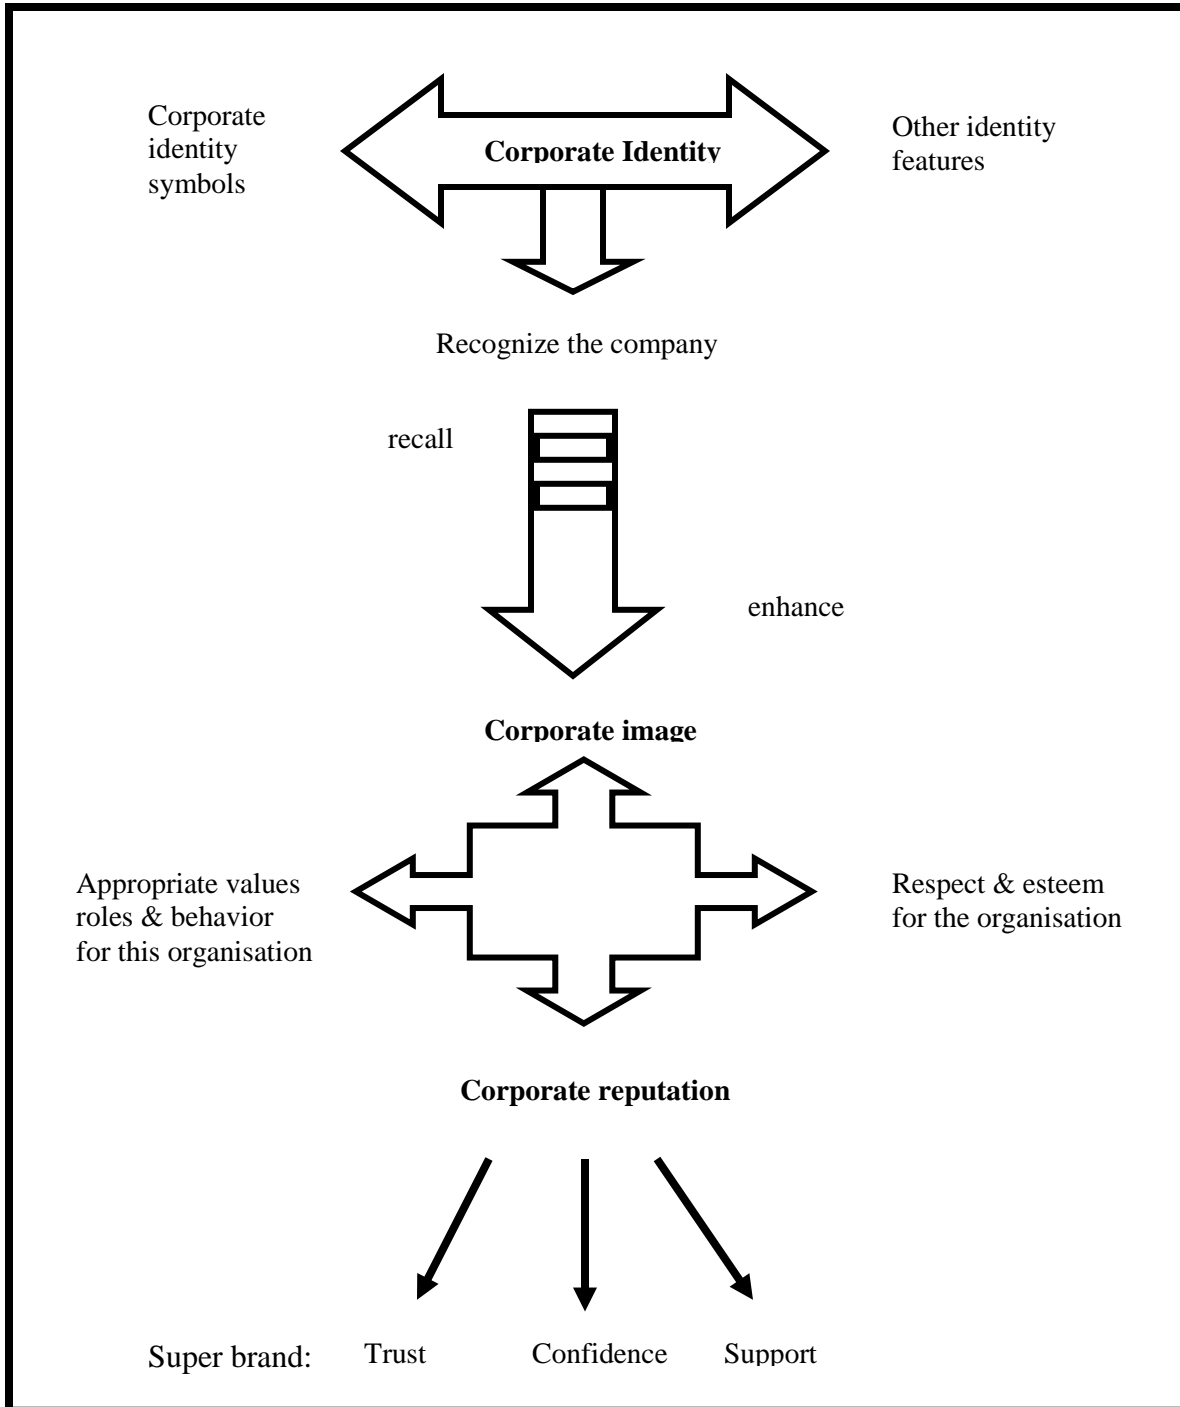 Corporate
identity
symbols
Corporate Identity
Other identity
features
Recognize the company
recall
enhance
Corporate image
Appropriate values
roles & behavior
for this organisation
Respect & esteem
for the organisation
Corporate reputation
Super brand: Trust Confidence Support